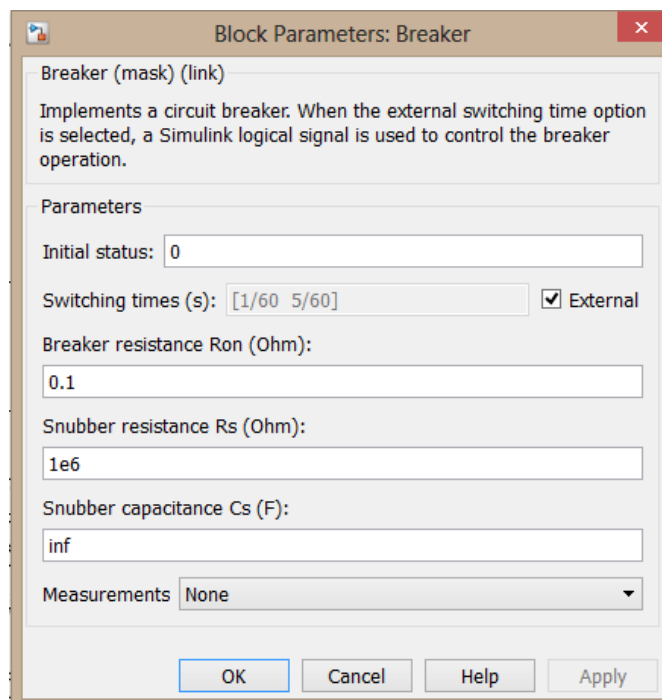 Block Parameters: Breaker
Breaker (mask) (link)
Implements a circuit breaker. When the external switching time option
is selected, a Simulink logical signal is used to control the breaker
operation.
Parameters
Initial status: 0
Switching times (s): [1/60 5/60] External
Breaker resistance Ron (Ohm):
0.1
Snubber resistance Rs (Ohm):
1e6
Snubber capacitance Cs (F):
inf
Measurements None
OK Cancel Help Apply